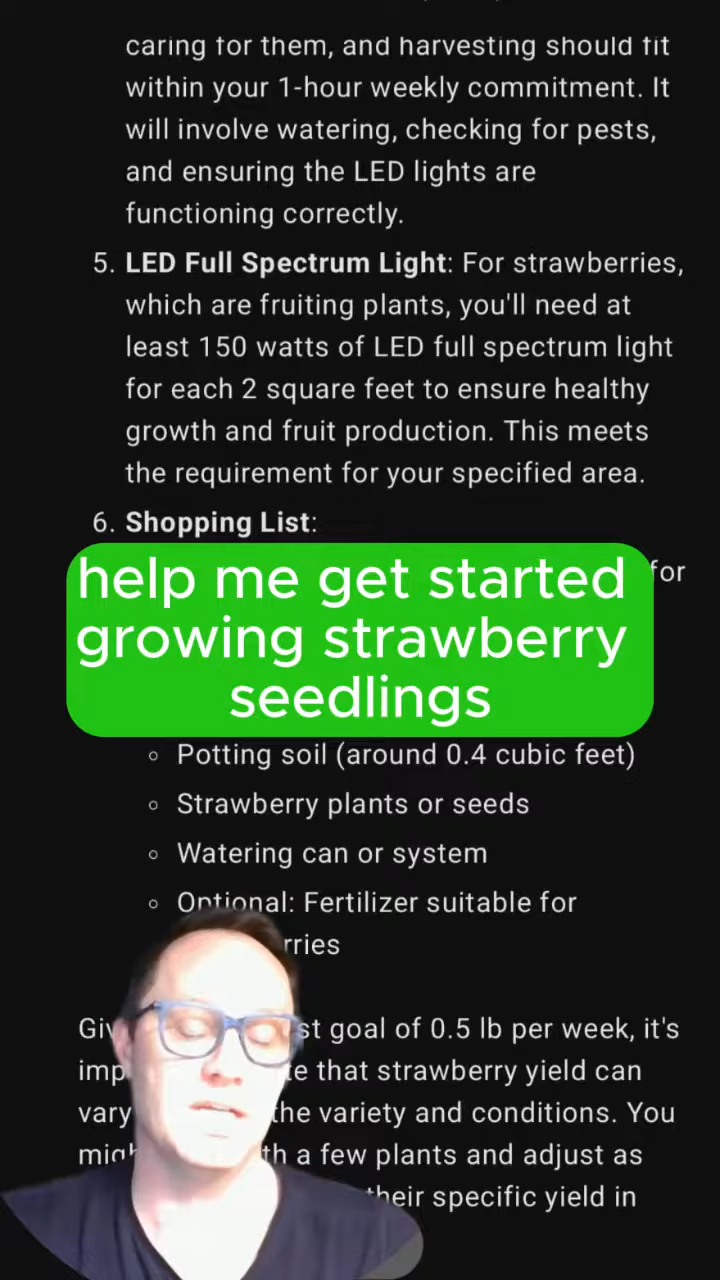 caring for them, and harvesting should fit
within your 1-hour weekly commitment. It
will involve watering, checking for pests,
and ensuring the LED lights are
functioning correctly.
5. LED Full Spectrum Light: For strawberries,
which are fruiting plants, you'll need at
least 150 watts of LED full spectrum light
for each 2 square feet to ensure healthy
growth and fruit production. This meets
the requirement for your specified area.
6. Shopping List:
for
help me get started
growing strawberry
seedlings
Potting soil (around 0.4 cubic feet)
Strawberry plants or seeds
Watering can or system
Optional: Fertilizer suitable for
goal of 0.5 lb per week, it's
that strawberry yield can
vary the variety and conditions. You
a few plants and adjust as
their specific yield in